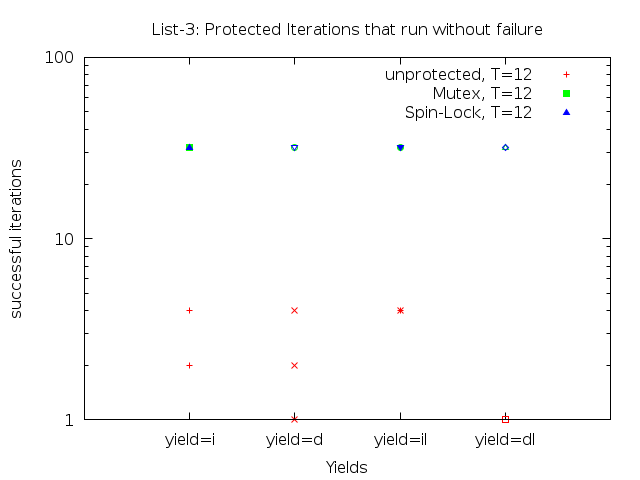 List-3: Protected Iterations that run without failure
100
10
1
successful iterations
unprotected, T=12
Mutex, T=12
Spin-Lock, T=12
yield=i yield=d yield=il yield=dl
Yields